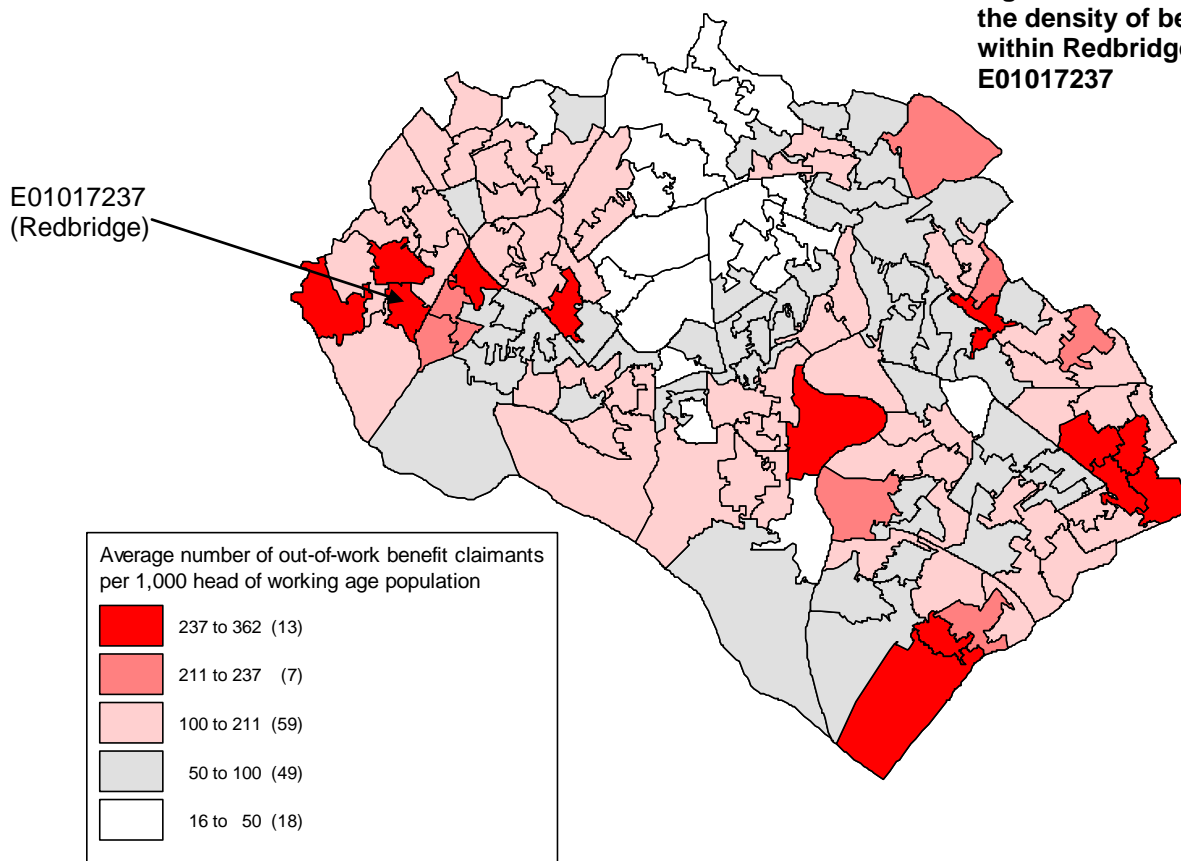 the density of be
within Redbridge
E01017237
E01017237
(Redbridge)
Average number of out-of-work benefit claimants
per 1,000 head of working age population
237 to 362 (13)
211 to 237 (7)
100 to 211 (59)
50 to 100 (49)
16 to 50 (18)